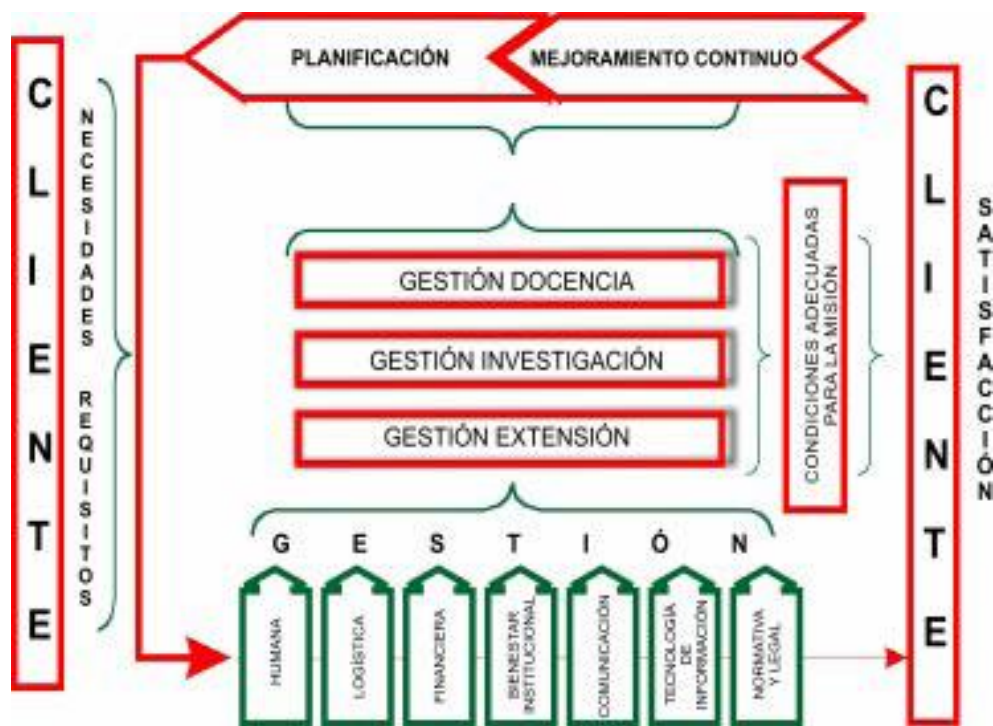 PLANIFICACIÓN
MEJORAMIENTO CONTINUO
CLIENTE
NECESIDADES REQUISITOS
GESTIÓN DOCENCIA
GESTIÓN INVESTIGACIÓN
GESTIÓN EXTENSIÓN
CONDICIONES ADECUADAS
PARA LA MISIÓN
CLIENTE
SATISFACCIÓN
GESTIÓN
HUMANA
LOGÍSTICA
FINANCIERA
BIENESTAR
INSTITUCIONAL
COMUNICACIÓN
TECNOLOGÍA
DE
INFORMACIÓN
NORMATIVA
Y LEGAL